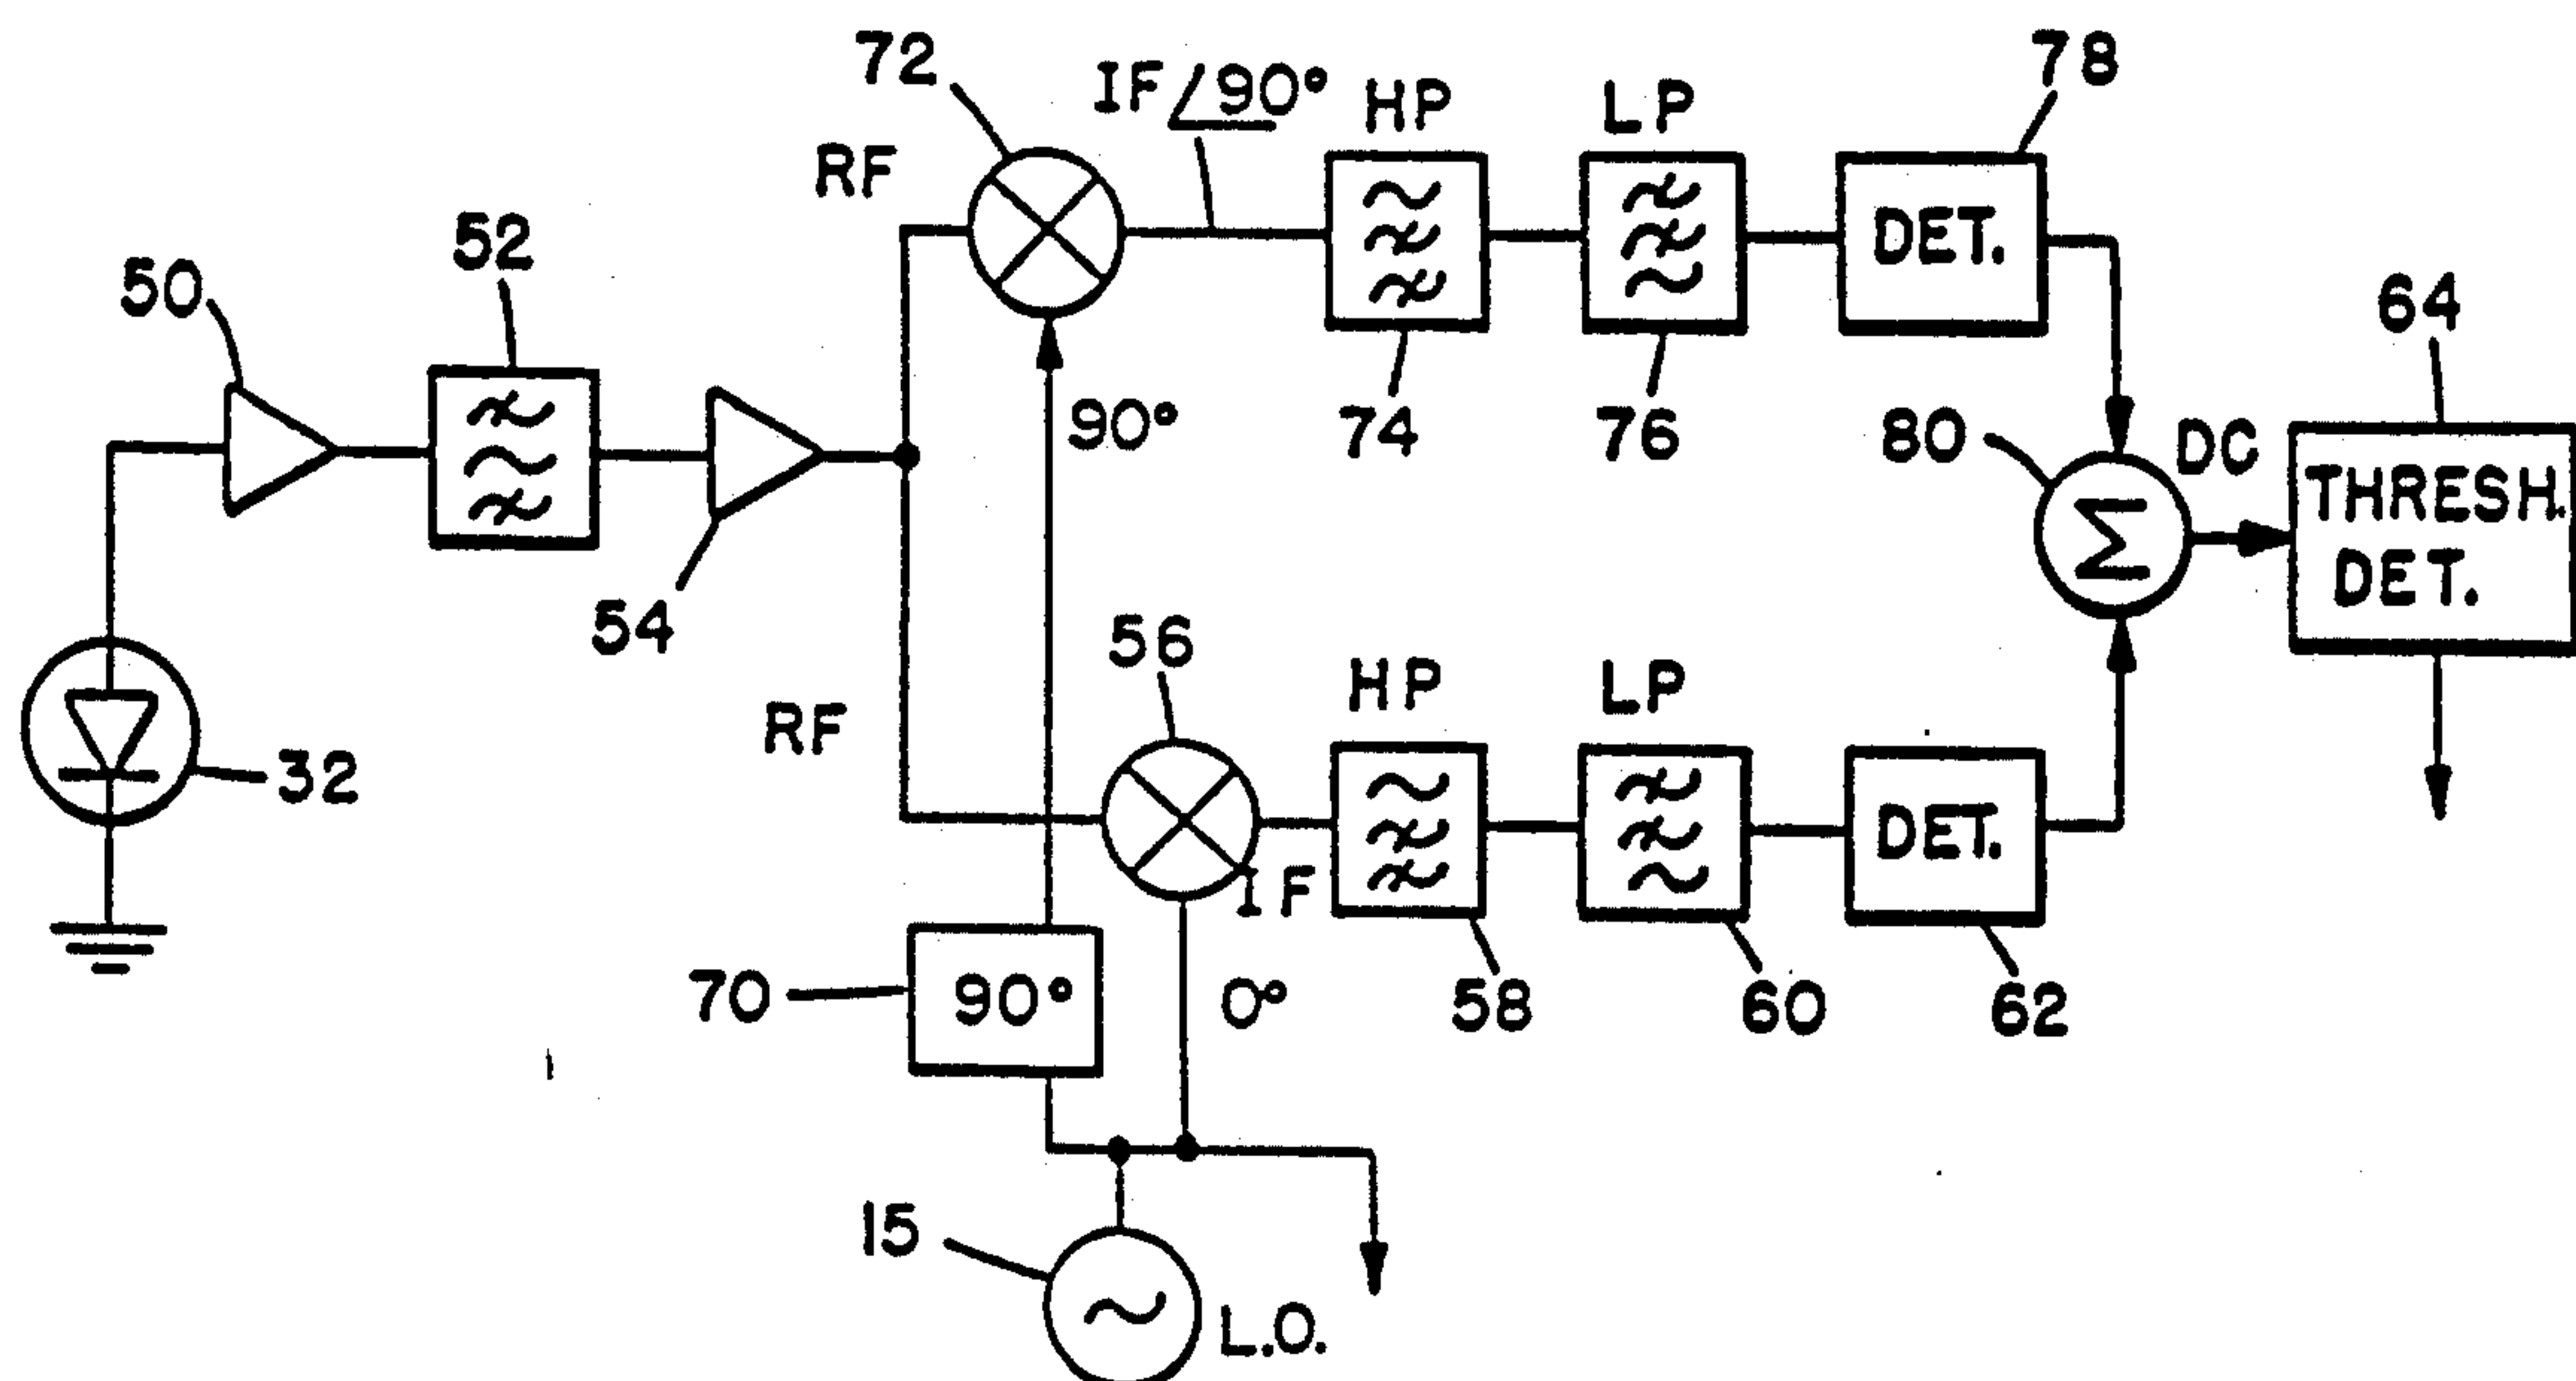 72
IF ∠90°
HP
LP
78
RF
52
50
DET.
64
90°
74
76
80
DC
THRESH.
DET.
54
56
HP
LP
RF
32
DET.
IF
70
90°
0°
58
60
62
15
L.O.